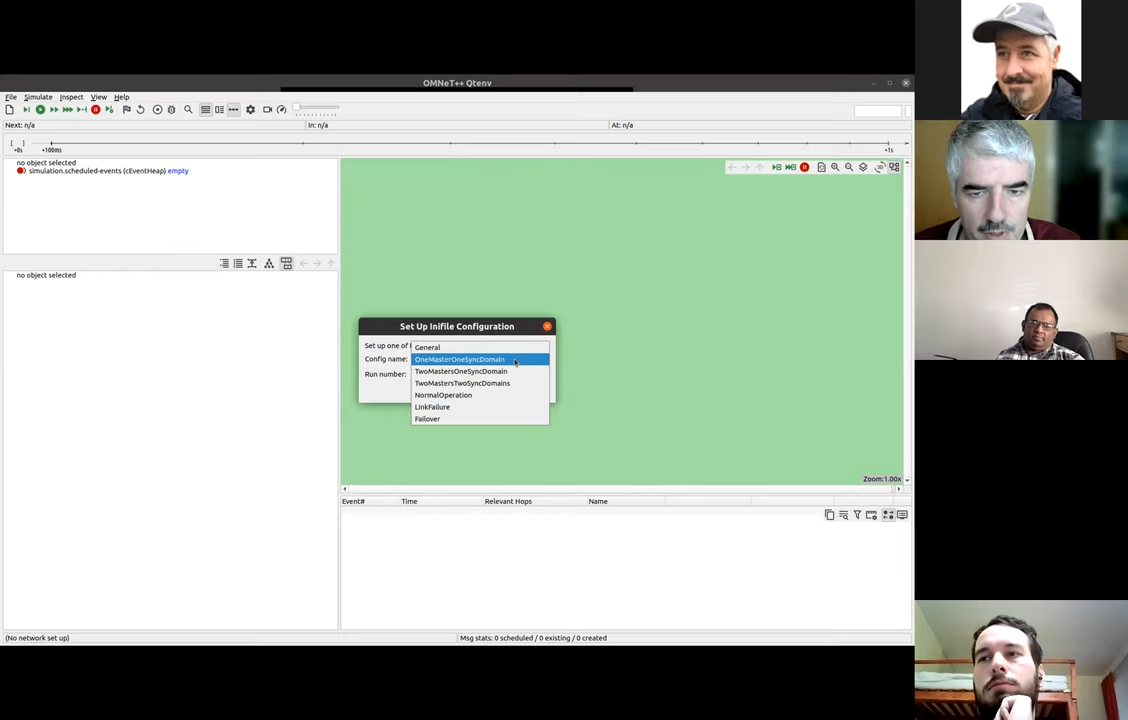 OMNeT++ Qtenv
File Simulate Inspect View Help
Next: n/a In: n/a At: n/a
[ ]
+0s +100ms +1s
no object selected
simulation.scheduled-events (cEventHeap) empty
3D
no object selected
Set Up Inifile Configuration
Set up one of
General
Config name: OneMasterOneSyncDomain
TwoMastersOneSyncDomain
Run number:
TwoMastersTwoSyncDomains
NormalOperation
LinkFailure
Failover
Zoom:1.00x
Event# Time Relevant Hops Name
(No network set up) Msg stats: 0 scheduled / 0 existing / 0 created